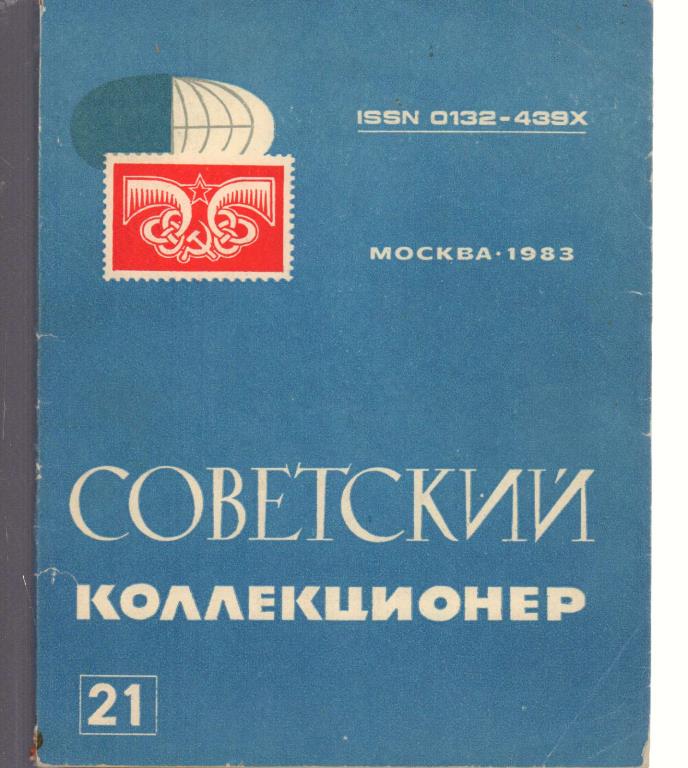 ISSN 0132-439X
МОСКВА·1983
СОВЕТСКИЙ
КОЛЛЕКЦИОНЕР
21